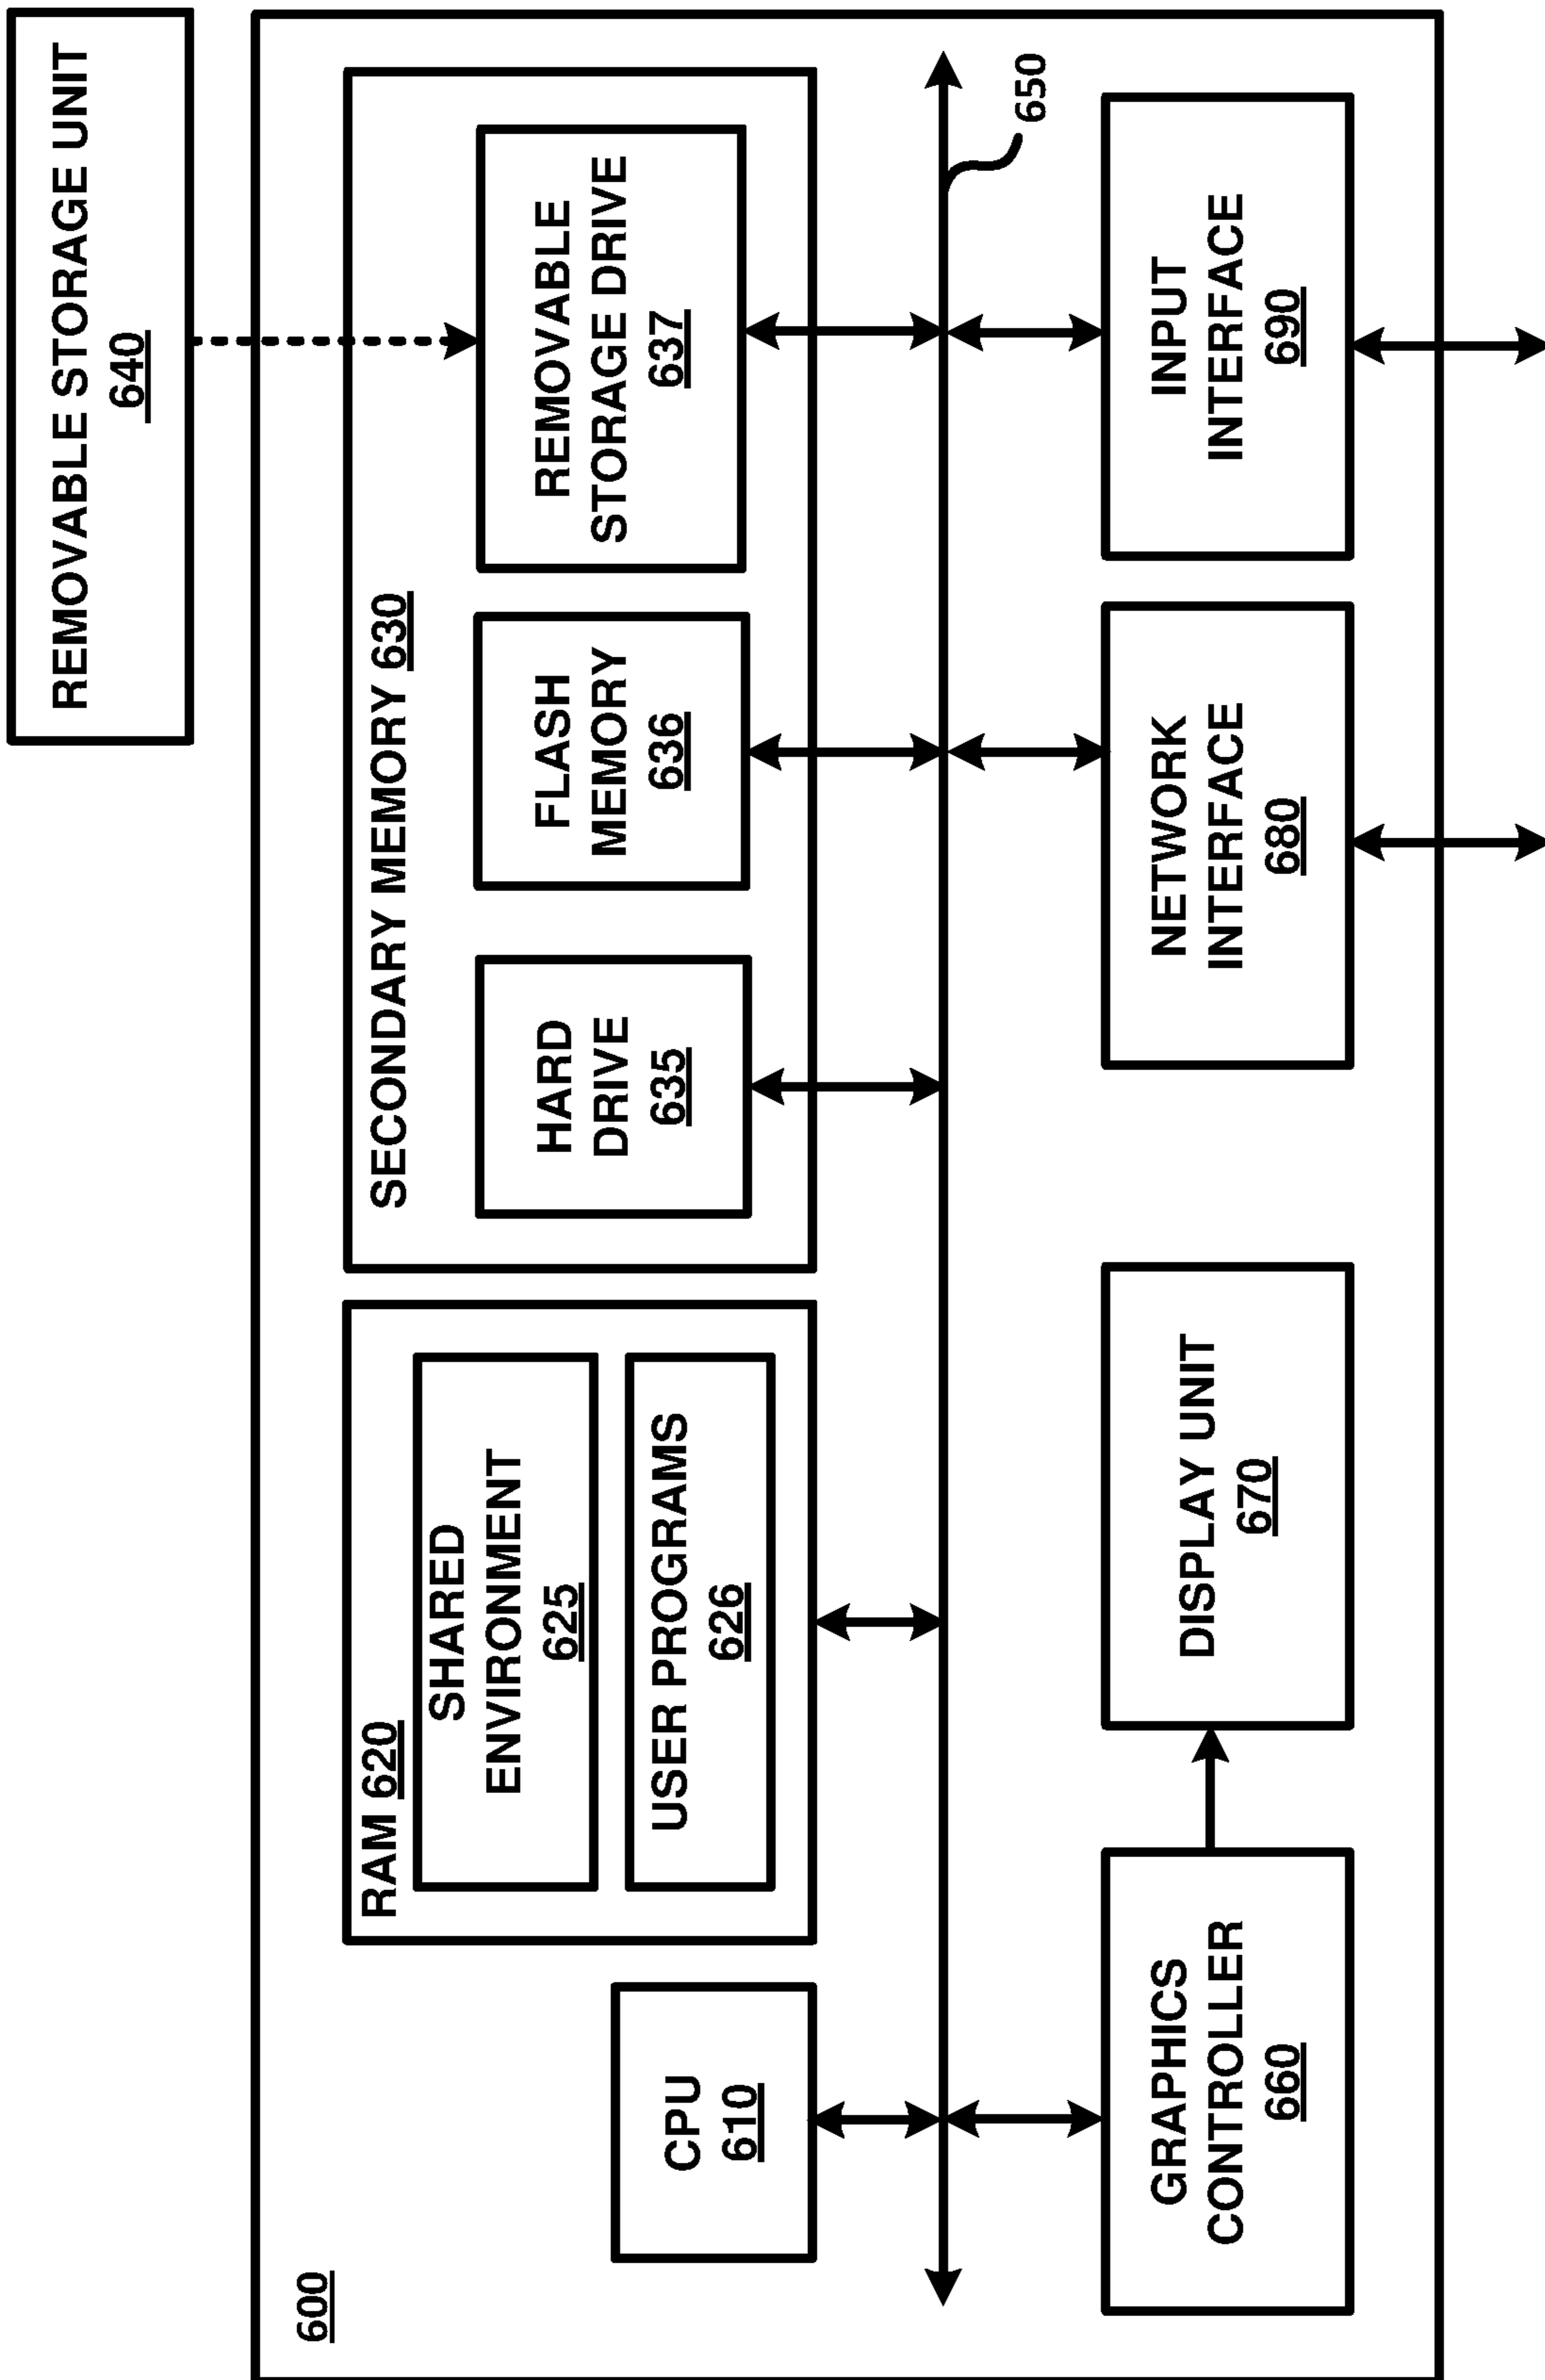 REMOVABLE STORAGE UNIT
640
600
RAM 620
SHARED
ENVIRONMENT
625
USER PROGRAMS
626
SECONDARY MEMORY 630
HARD
DRIVE
635
FLASH
MEMORY
636
REMOVABLE
STORAGE DRIVE
637
CPU
610
650
GRAPHICS
CONTROLLER
660
DISPLAY UNIT
670
NETWORK
INTERFACE
680
INPUT
INTERFACE
690